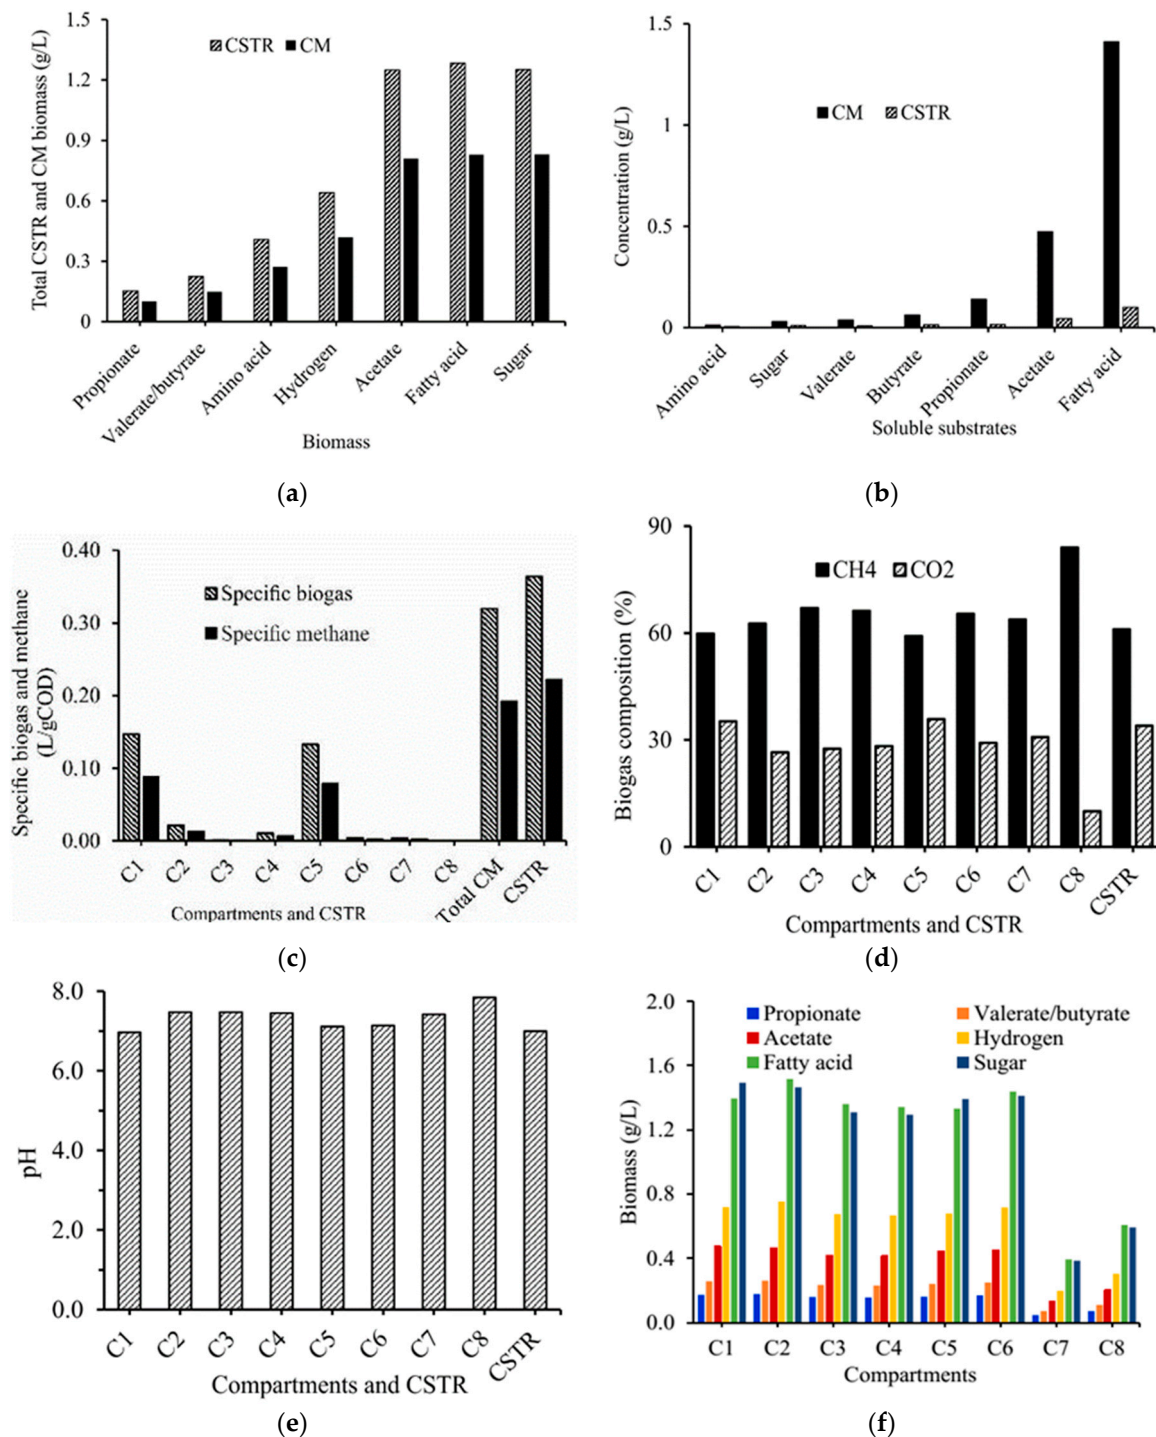 Total CSTR and CM biomass (g/L)
1.5
1.2
0.9
0.6
0.3
0
CSTR CM
Propionate
Valerate/butyrate
Amino acid
Hydrogen
Acetate
Fatty acid
Sugar
Biomass
(a)
Concentration (g/L)
1.5
1
0.5
0
CM CSTR
Amino acid
Sugar
Valerate
Butyrate
Propionate
Acetate
Fatty acid
Soluble substrates
(b)
Specific biogas and methane
(L/gCOD)
0.40
0.30
0.20
0.10
0.00
Specific biogas
Specific methane
C1
C2
C3
C4
C5
C6
C7
C8
Total CM
CSTR
Compartments and CSTR
(c)
Biogas composition (%)
90
60
30
0
CH4 CO2
C1
C2
C3
C4
C5
C6
C7
C8
CSTR
Compartments and CSTR
(d)
pH
8.0
6.0
4.0
2.0
0.0
C1
C2
C3
C4
C5
C6
C7
C8
CSTR
Compartments and CSTR
(e)
Biomass (g/L)
2.0
1.6
1.2
0.8
0.4
0.0
Propionate Valerate/butyrate
Acetate Hydrogen
Fatty acid Sugar
C1 C2 C3 C4 C5 C6 C7 C8
Compartments
(f)